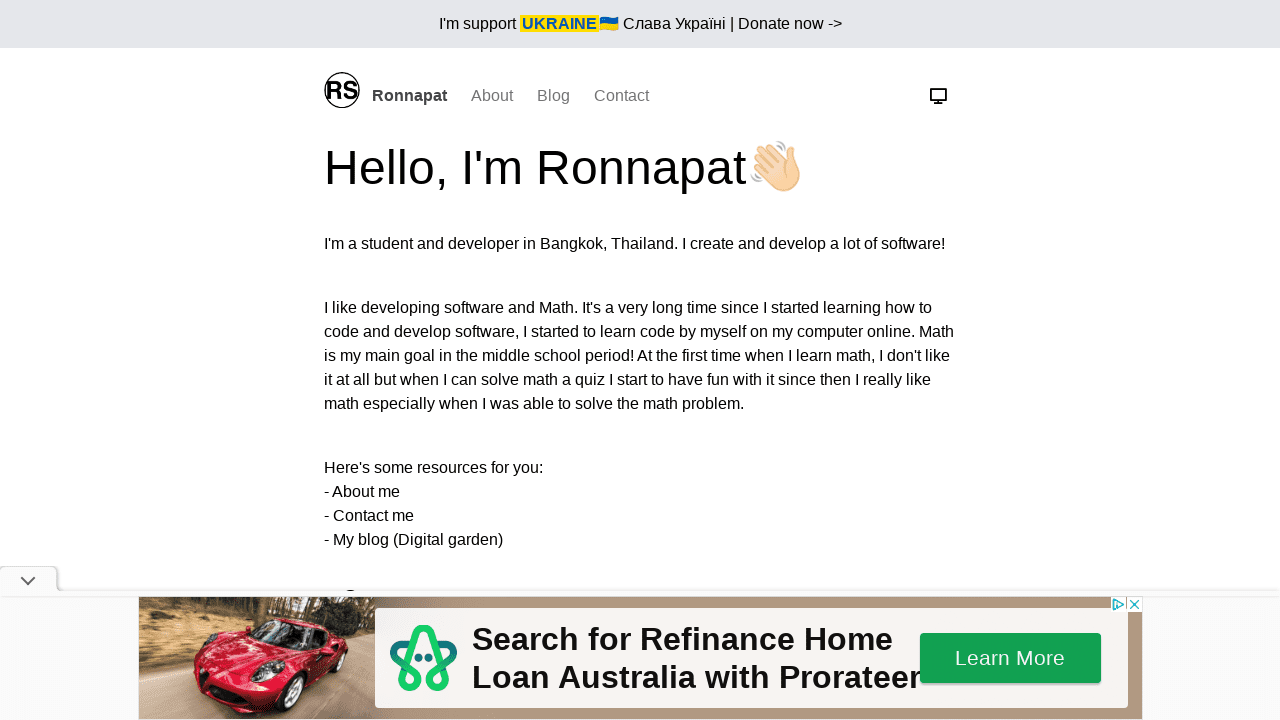 I'm support UKRAINE🇺🇦 Слава Україні | Donate now ->
RS Ronnapat About Blog Contact
Hello, I'm Ronnapat👋🏻
I'm a student and developer in Bangkok, Thailand. I create and develop a lot of software!
I like developing software and Math. It's a very long time since I started learning how to
code and develop software, I started to learn code by myself on my computer online. Math
is my main goal in the middle school period! At the first time when I learn math, I don't like
it at all but when I can solve math a quiz I start to have fun with it since then I really like
math especially when I was able to solve the math problem.
Here's some resources for you:
- About me
- Contact me
- My blog (Digital garden)
Search for Refinance Home
Loan Australia with Prorateer
Learn More